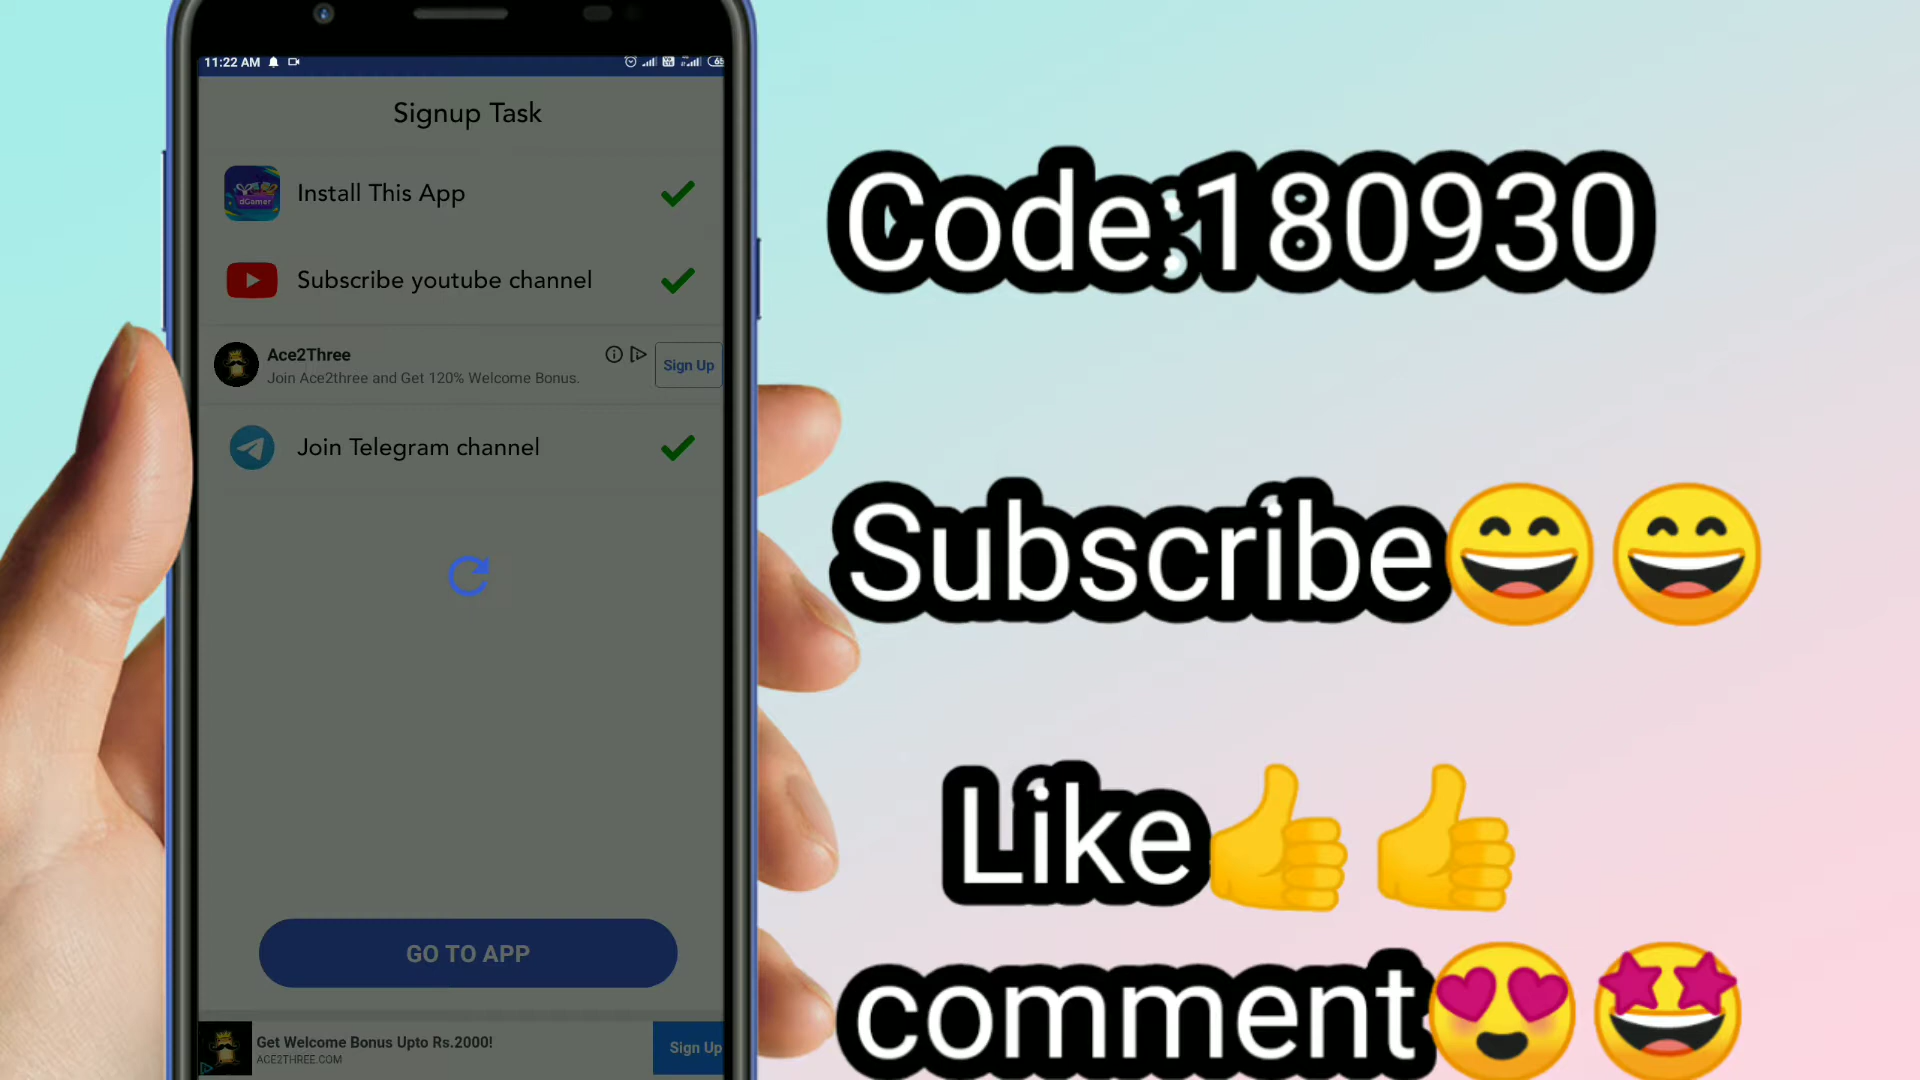 11:22 AM
Signup Task
dGamer
Install This App
Subscribe youtube channel
Ace2Three
Join Ace2three and Get 120% Welcome Bonus.
Sign Up
Join Telegram channel
GO TO APP
Get Welcome Bonus Upto Rs.2000!
ACE2THREE.COM
Sign Up
Code:180930
Subscribe😄😄
Like👍👍
comment😍🤩